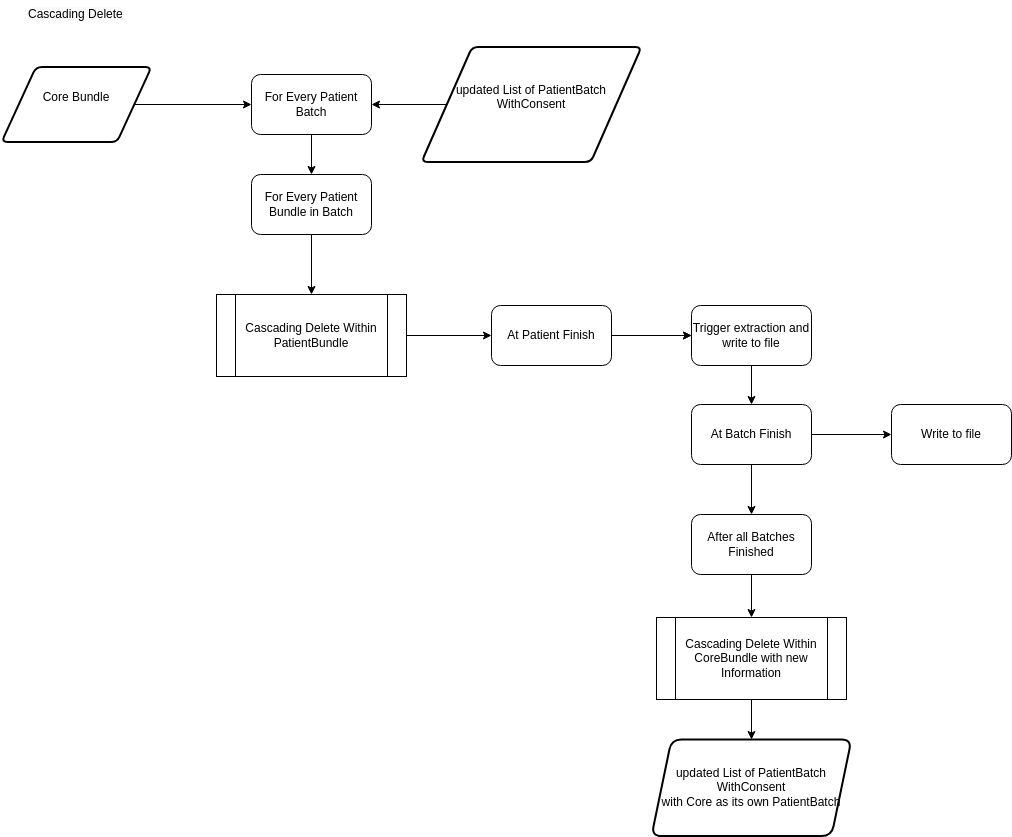 Cascading Delete
Core Bundle
For Every Patient
Batch
updated List of PatientBatch
WithConsent
For Every Patient
Bundle in Batch
Cascading Delete Within
PatientBundle
At Patient Finish
Trigger extraction and
write to file
At Batch Finish
Write to file
After all Batches
Finished
Cascading Delete Within
CoreBundle with new
Information
updated List of PatientBatch
WithConsent
with Core as its own PatientBatch